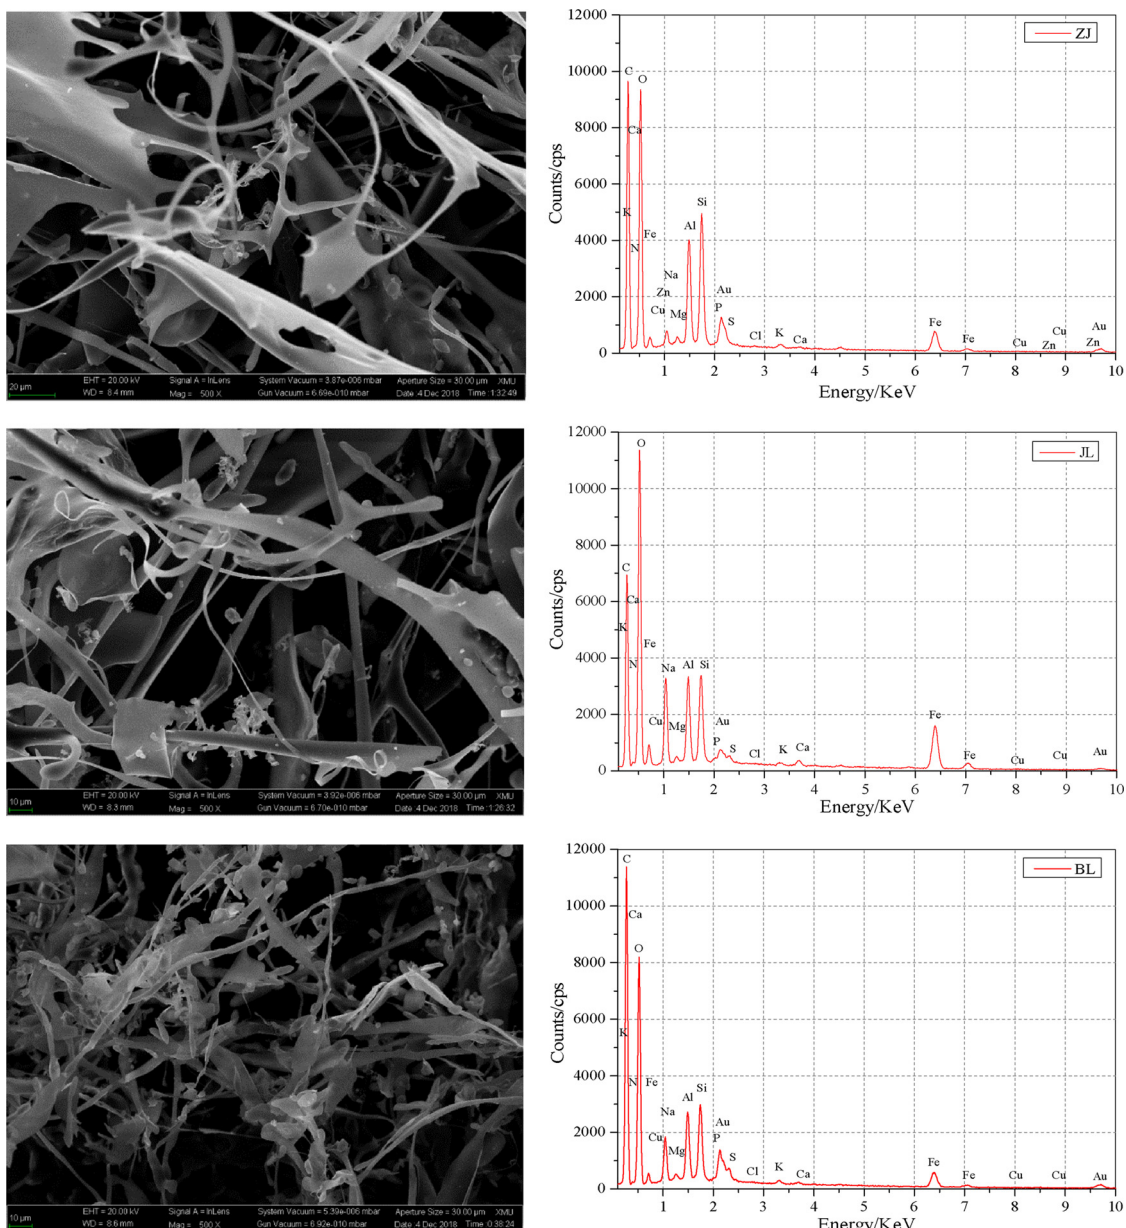 20 µm
EHT = 20.00 kV Signal A = InLens System Vacuum = 3.87e-006 mbar Aperture Size = 30.00 µm XMU
WD = 8.4 mm Mag = 500 X Gun Vacuum = 6.69e-010 mbar Date :4 Dec 2018 Time :1:32:49
12000
10000
8000
6000
4000
2000
0
Counts/cps
ZJ
C
O
Ca
K
Fe
N
Na
Zn
Cu
Mg
Al
Si
Au
P
S
Cl
K
Ca
Fe
Fe
Cu
Cu
Zn
Au
Zn
1 2 3 4 5 6 7 8 9 10
Energy/KeV
10 µm
EHT = 20.00 kV Signal A = InLens System Vacuum = 3.92e-006 mbar Aperture Size = 30.00 µm XMU
WD = 8.3 mm Mag = 500 X Gun Vacuum = 6.70e-010 mbar Date :4 Dec 2018 Time :1:26:32
12000
10000
8000
6000
4000
2000
0
Counts/cps
JL
O
C
Ca
K
Fe
N
Na
Al
Si
Cu
Mg
Au
P
S
Cl
K
Ca
Fe
Fe
Cu
Cu
Au
1 2 3 4 5 6 7 8 9 10
Energy/KeV
10 µm
EHT = 20.00 kV Signal A = InLens System Vacuum = 5.39e-006 mbar Aperture Size = 30.00 µm XMU
WD = 8.6 mm Mag = 500 X Gun Vacuum = 6.92e-010 mbar Date :4 Dec 2018 Time :0:38:24
12000
10000
8000
6000
4000
2000
0
Counts/cps
BL
C
Ca
O
K
N
Fe
Na
Al
Si
Cu
Mg
Au
P
S
Cl
K
Ca
Fe
Fe
Cu
Cu
Au
1 2 3 4 5 6 7 8 9 10
Energy/KeV